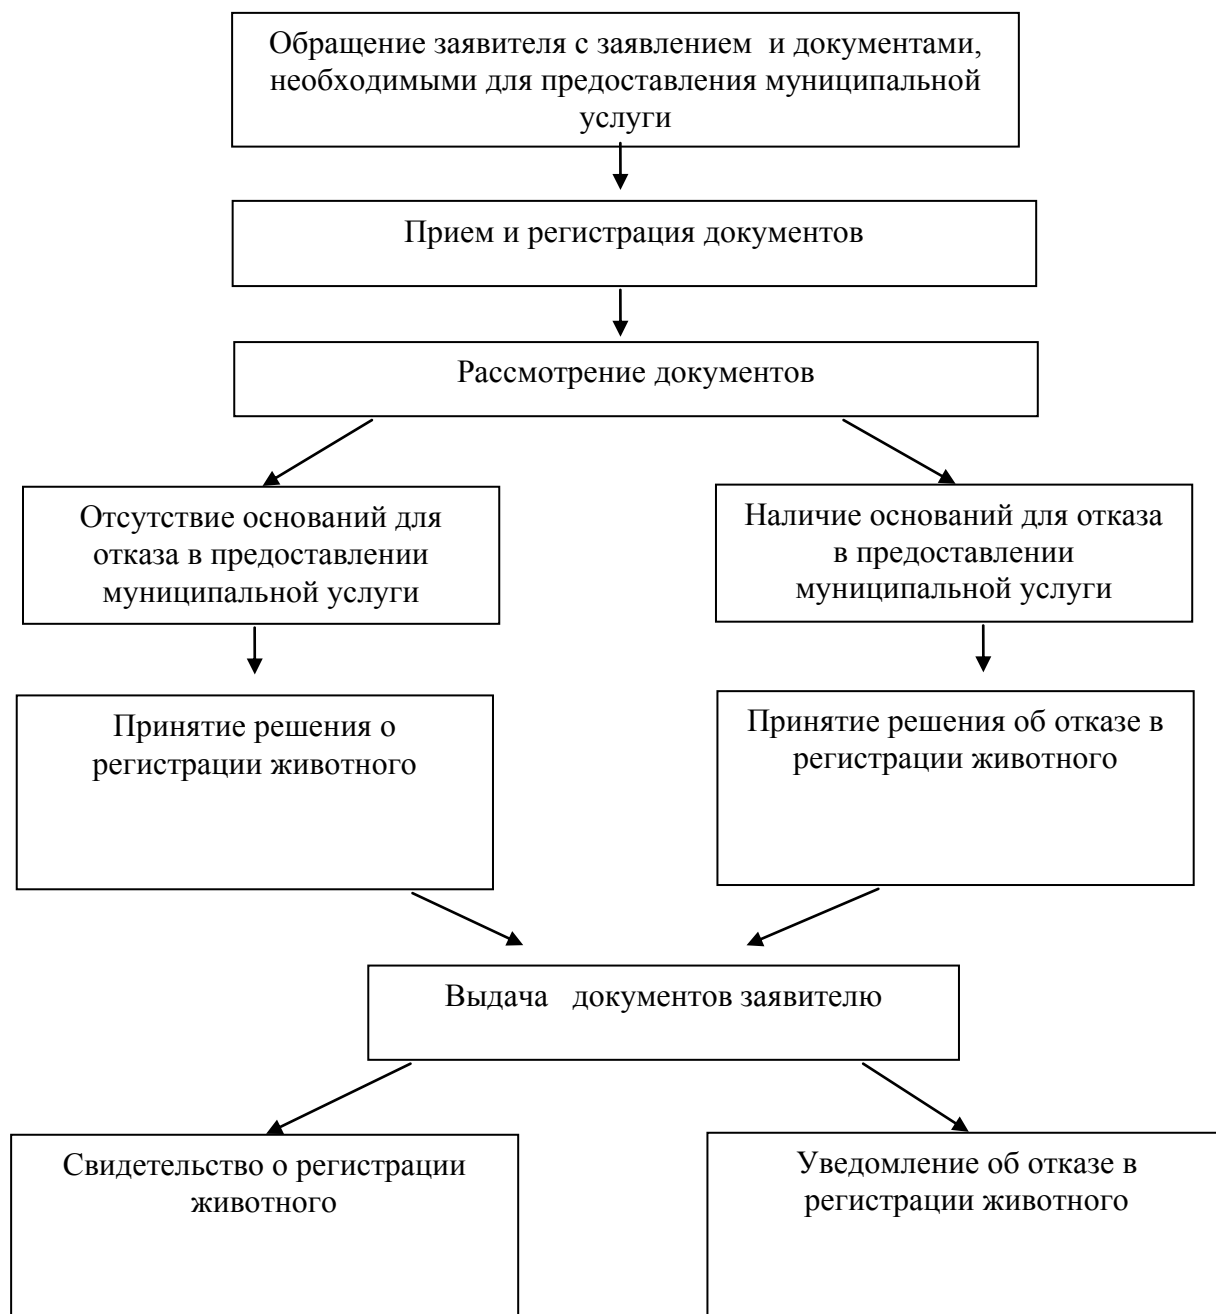 Обращение заявителя с заявлением и документами,
необходимыми для предоставления муниципальной
услуги
Прием и регистрация документов
Рассмотрение документов
Отсутствие оснований для
отказа в предоставлении
муниципальной услуги
Наличие оснований для отказа
в предоставлении
муниципальной услуги
Принятие решения о
регистрации животного
Принятие решения об отказе в
регистрации животного
Выдача документов заявителю
Свидетельство о регистрации
животного
Уведомление об отказе в
регистрации животного